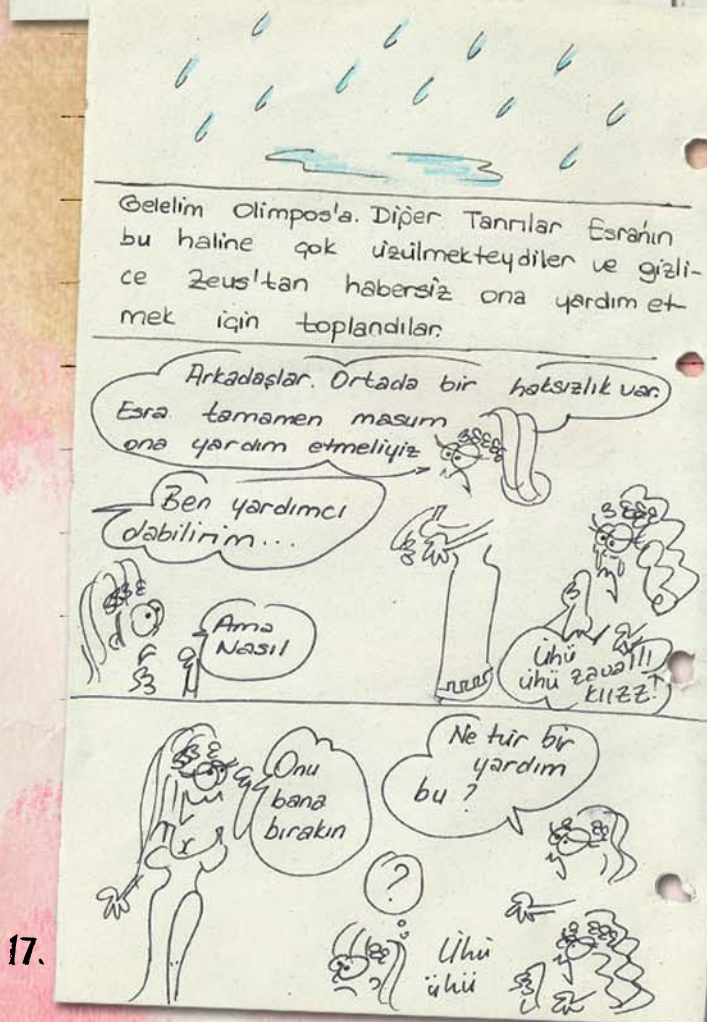 Gelelim Olimpos'a. Diğer Tanrılar Esra'nın
bu haline çok üzülmekteydiler ve gizli-
ce Zeus'tan habersiz ona yardım et-
mek için toplandılar.
Arkadaşlar. Ortada bir haksızlık var.
Esra tamamen masum
ona yardım etmeliyiz
Ben yardımcı
olabilirim...
Ama
Nasıl
Ühü
ühü zavallı
KIIZZ!
Onu
bana
bırakın
Ne tür bir
yardım
bu?
?
Ühü
ühü
17.